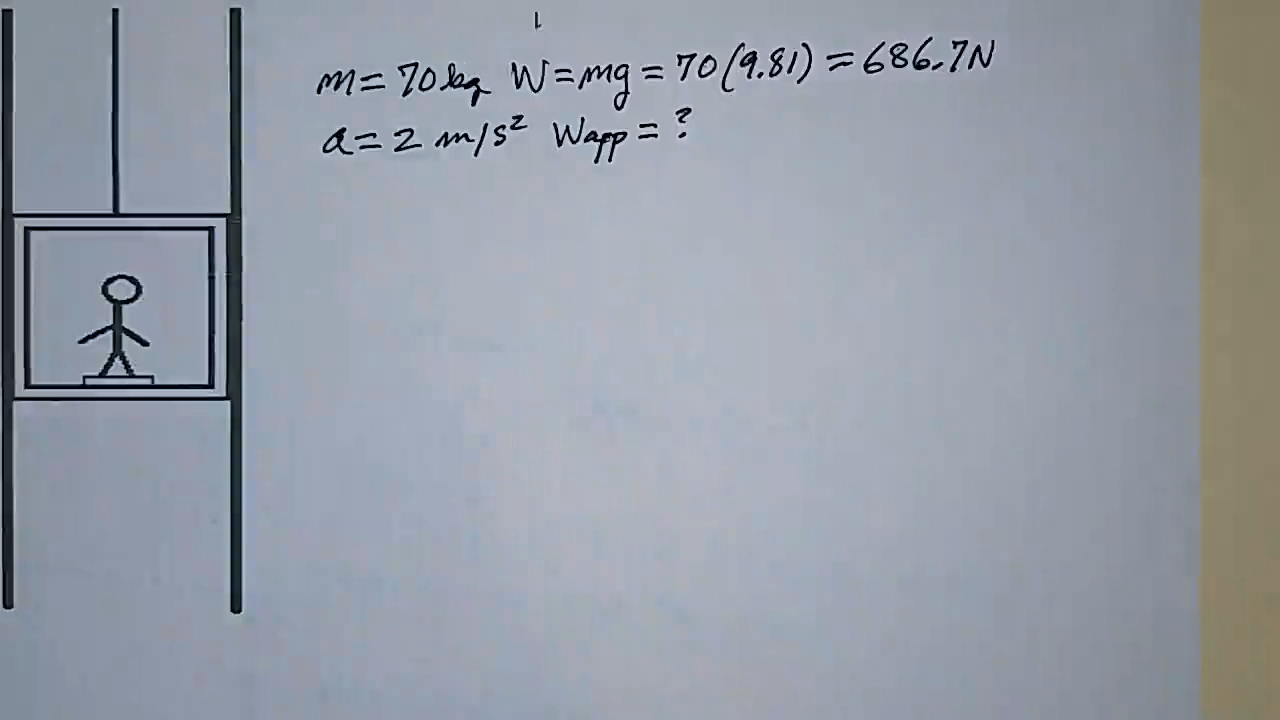 m = 70 kg W = mg = 70(9.81) = 686.7N
a = 2 m/s² Wapp = ?